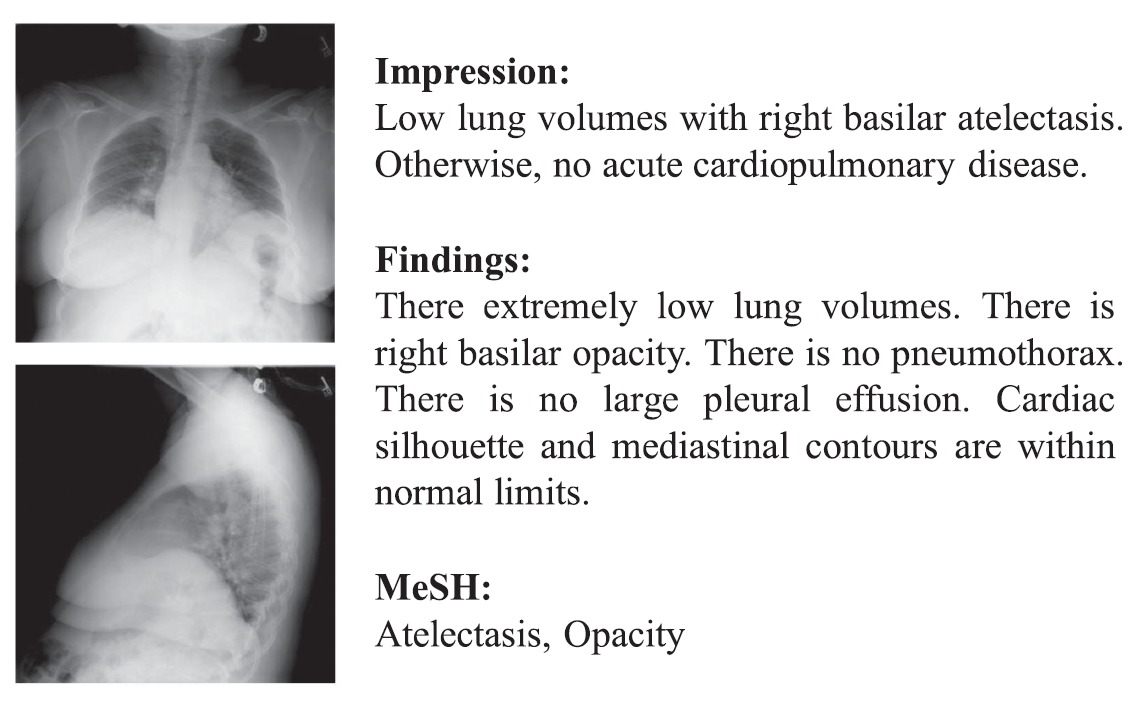 Impression:
Low lung volumes with right basilar atelectasis.
Otherwise, no acute cardiopulmonary disease.
Findings:
There extremely low lung volumes. There is
right basilar opacity. There is no pneumothorax.
There is no large pleural effusion. Cardiac
silhouette and mediastinal contours are within
normal limits.
MeSH:
Atelectasis, Opacity